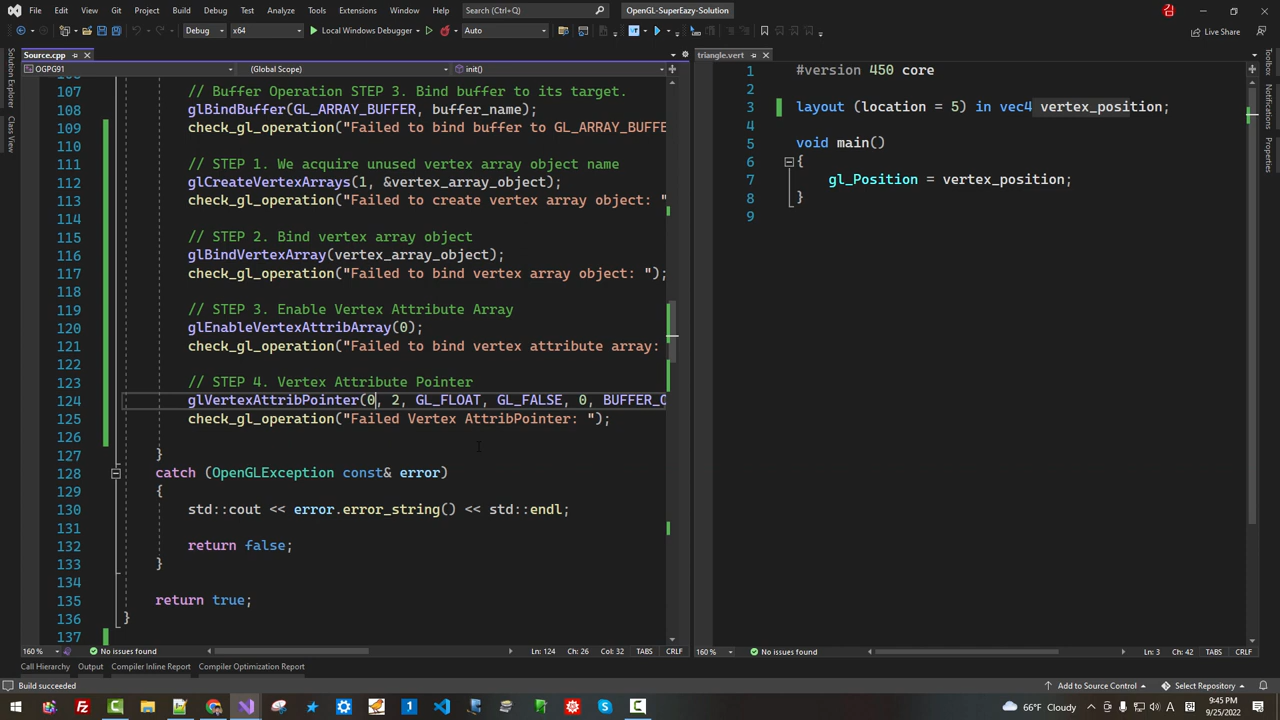 File Edit View Git Project Build Debug Test Analyze Tools Extensions Window Help Search (Ctrl+Q) OpenGL-SuperEazy-Solution
Debug x64 Local Windows Debugger Auto Live Share
Source.cpp
OGPG91 (Global Scope) init()
Solution Explorer
Class View
107 // Buffer Operation STEP 3. Bind buffer to its target.
108 glBindBuffer(GL_ARRAY_BUFFER, buffer_name);
109 check_gl_operation("Failed to bind buffer to GL_ARRAY_BUFFE
110
111 // STEP 1. We acquire unused vertex array object name
112 glCreateVertexArrays(1, &vertex_array_object);
113 check_gl_operation("Failed to create vertex array object: "
114
115 // STEP 2. Bind vertex array object
116 glBindVertexArray(vertex_array_object);
117 check_gl_operation("Failed to bind vertex array object: ");
118
119 // STEP 3. Enable Vertex Attribute Array
120 glEnableVertexAttribArray(0);
121 check_gl_operation("Failed to bind vertex attribute array:
122
123 // STEP 4. Vertex Attribute Pointer
124 glVertexAttribPointer(0, 2, GL_FLOAT, GL_FALSE, 0, BUFFER_O
125 check_gl_operation("Failed Vertex AttribPointer: ");
126
127 }
128 catch (OpenGLException const& error)
129 {
130 std::cout << error.error_string() << std::endl;
131
132 return false;
133 }
134
135 return true;
136 }
137
160 % No issues found Ln: 124 Ch: 26 Col: 32 TABS CRLF
triangle.vert
1 #version 450 core
2
3 layout (location = 5) in vec4 vertex_position;
4
5 void main()
6 {
7 gl_Position = vertex_position;
8 }
9
160 % No issues found Ln: 3 Ch: 42 TABS CRLF
Toolbox
Notifications
Properties
Call Hierarchy Output Compiler Inline Report Compiler Optimization Report
Build succeeded Add to Source Control Select Repository
66°F Cloudy A 9:45 PM
9/25/2022